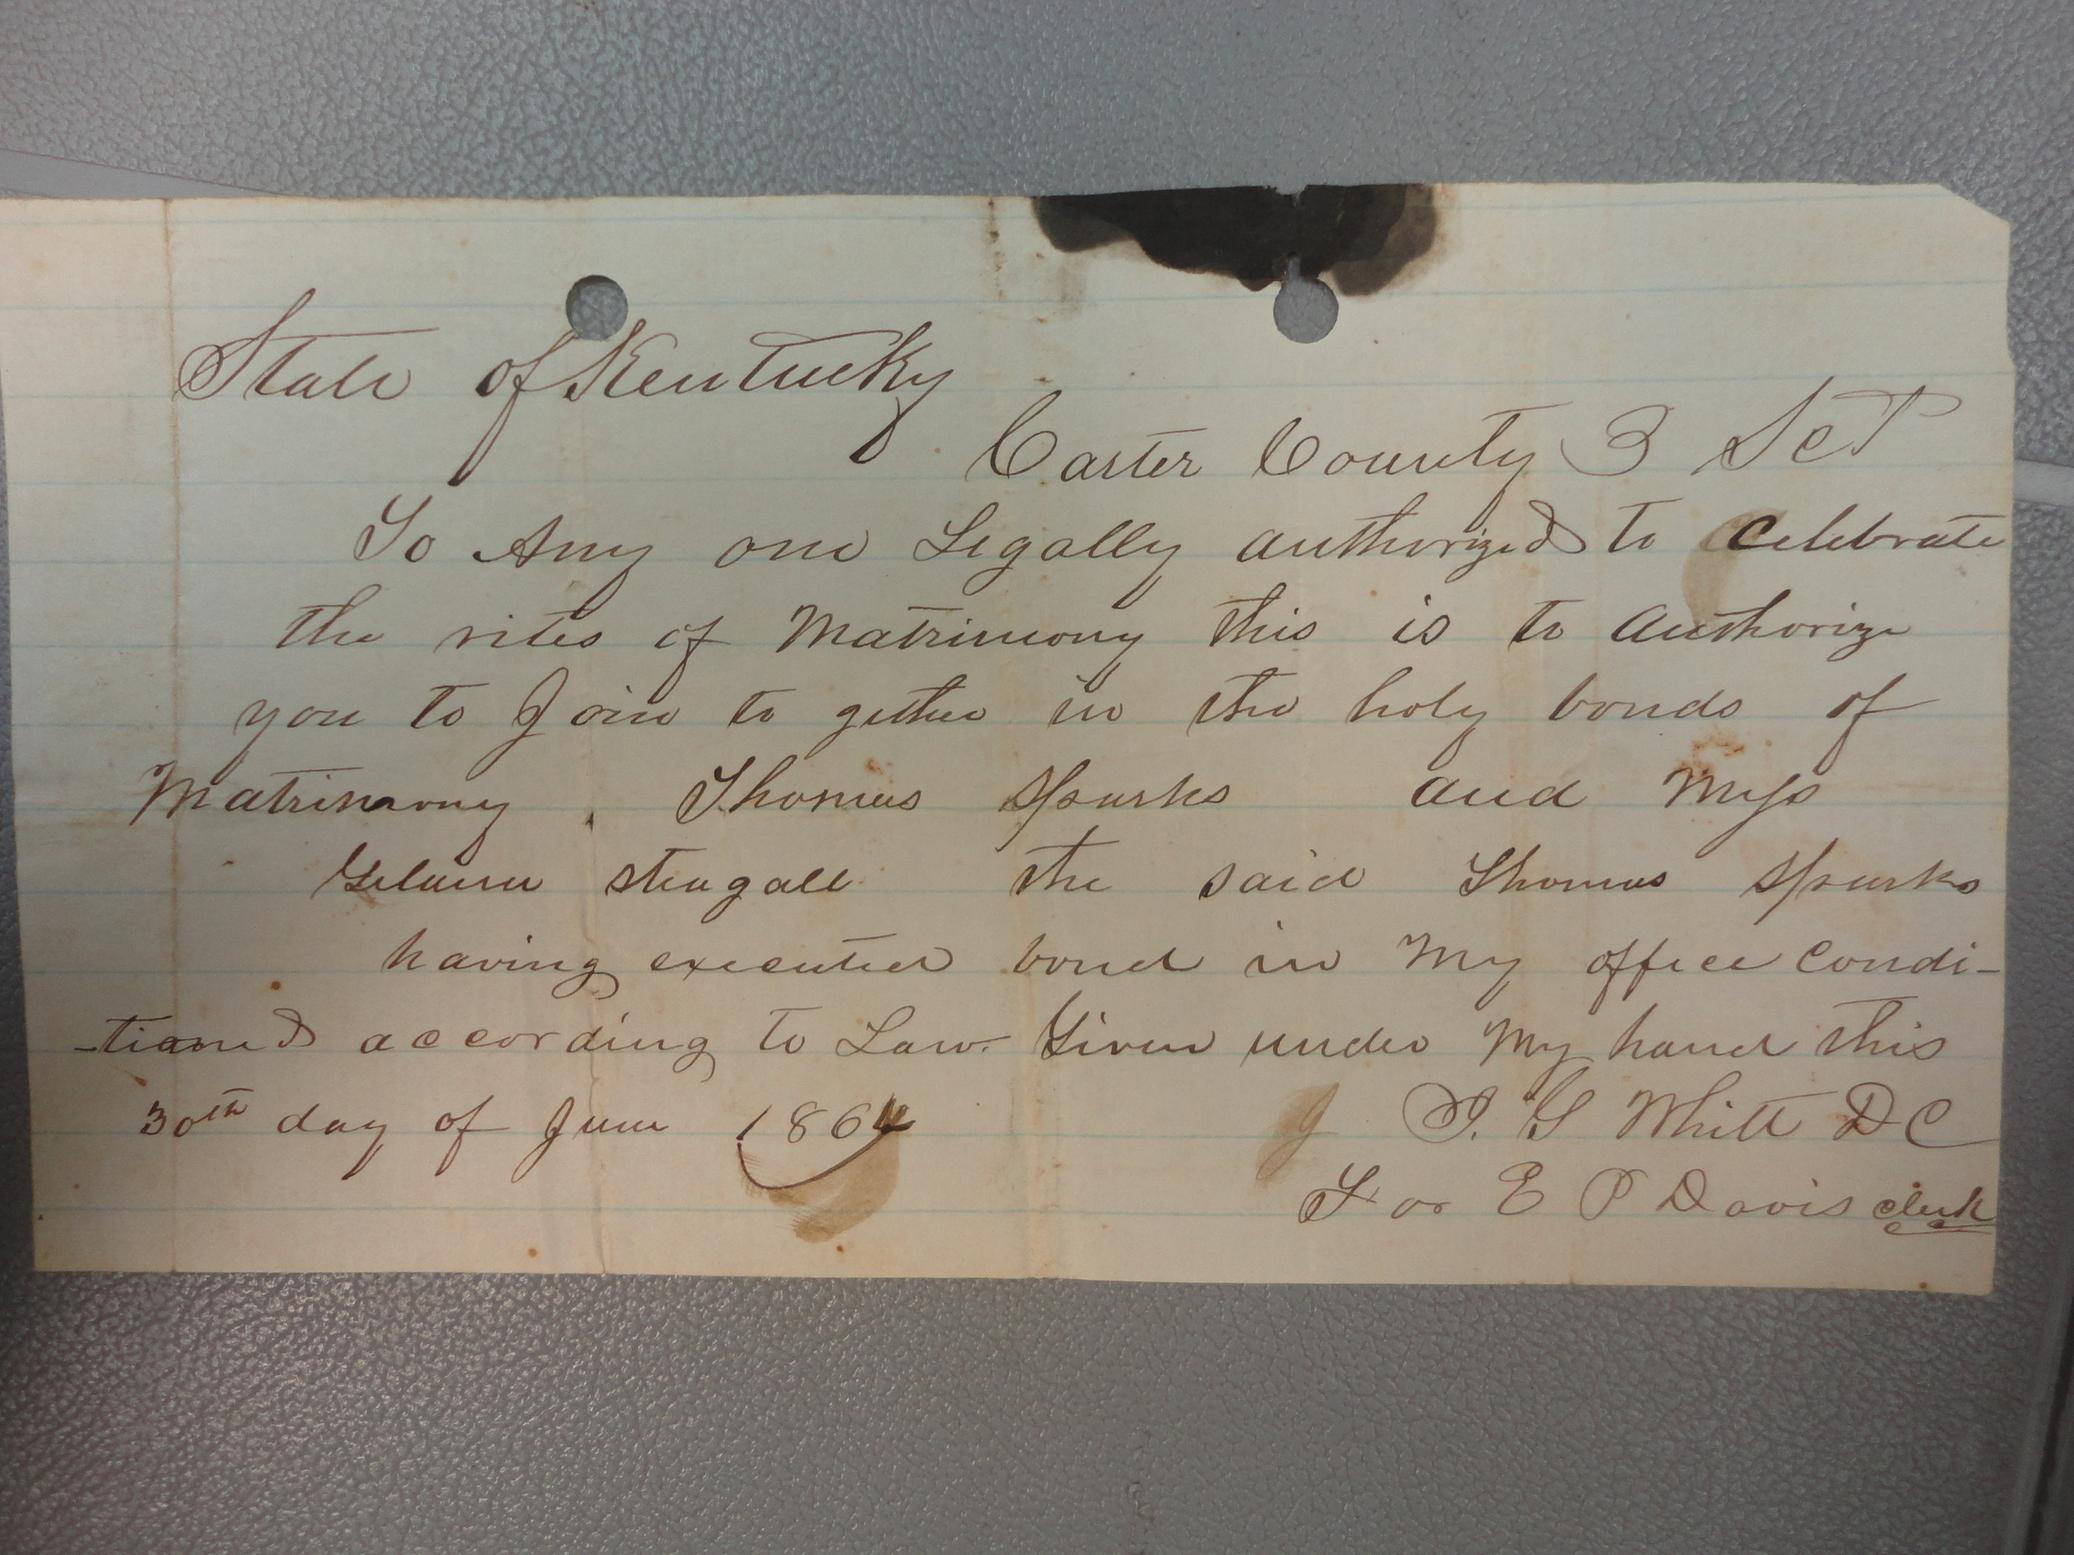 State of Kentucky
Carter County } SCT
To Any one Legally authorized to Celebrate
the rites of Matrimony this is to authorize
you to Join to gether in the holy bonds of
Matrimony Thomas Sparks and Miss
steagall the said Thomas Sparks
having executed bond in My office Condi-
-tioned according to Law Given under My hand this
30th day of June 1864 G Whitt DC
For E P Davis clerk